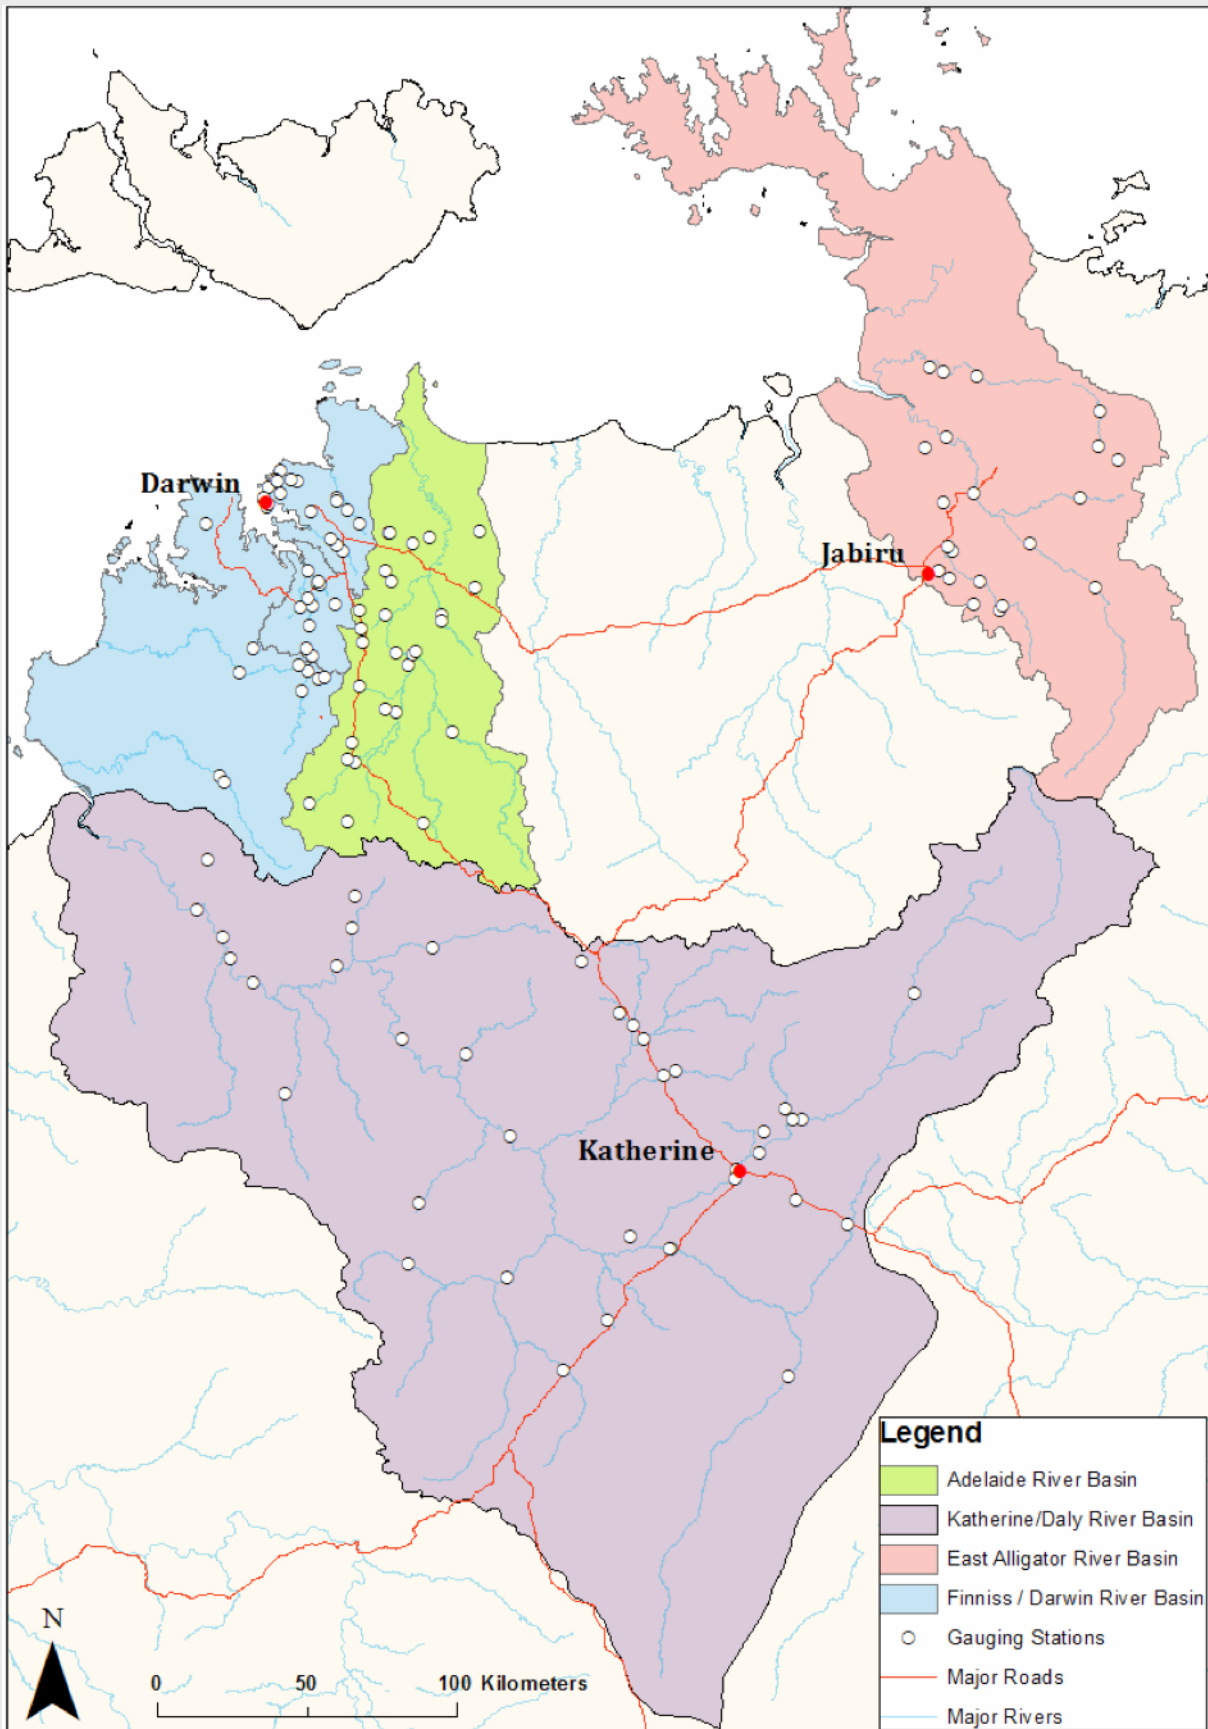 Darwin
Jabiru
Katherine
Legend
Adelaide River Basin
Katherine/Daly River Basin
East Alligator River Basin
Finniss / Darwin River Basin
Gauging Stations
Major Roads
Major Rivers
N
0 50 100 Kilometers